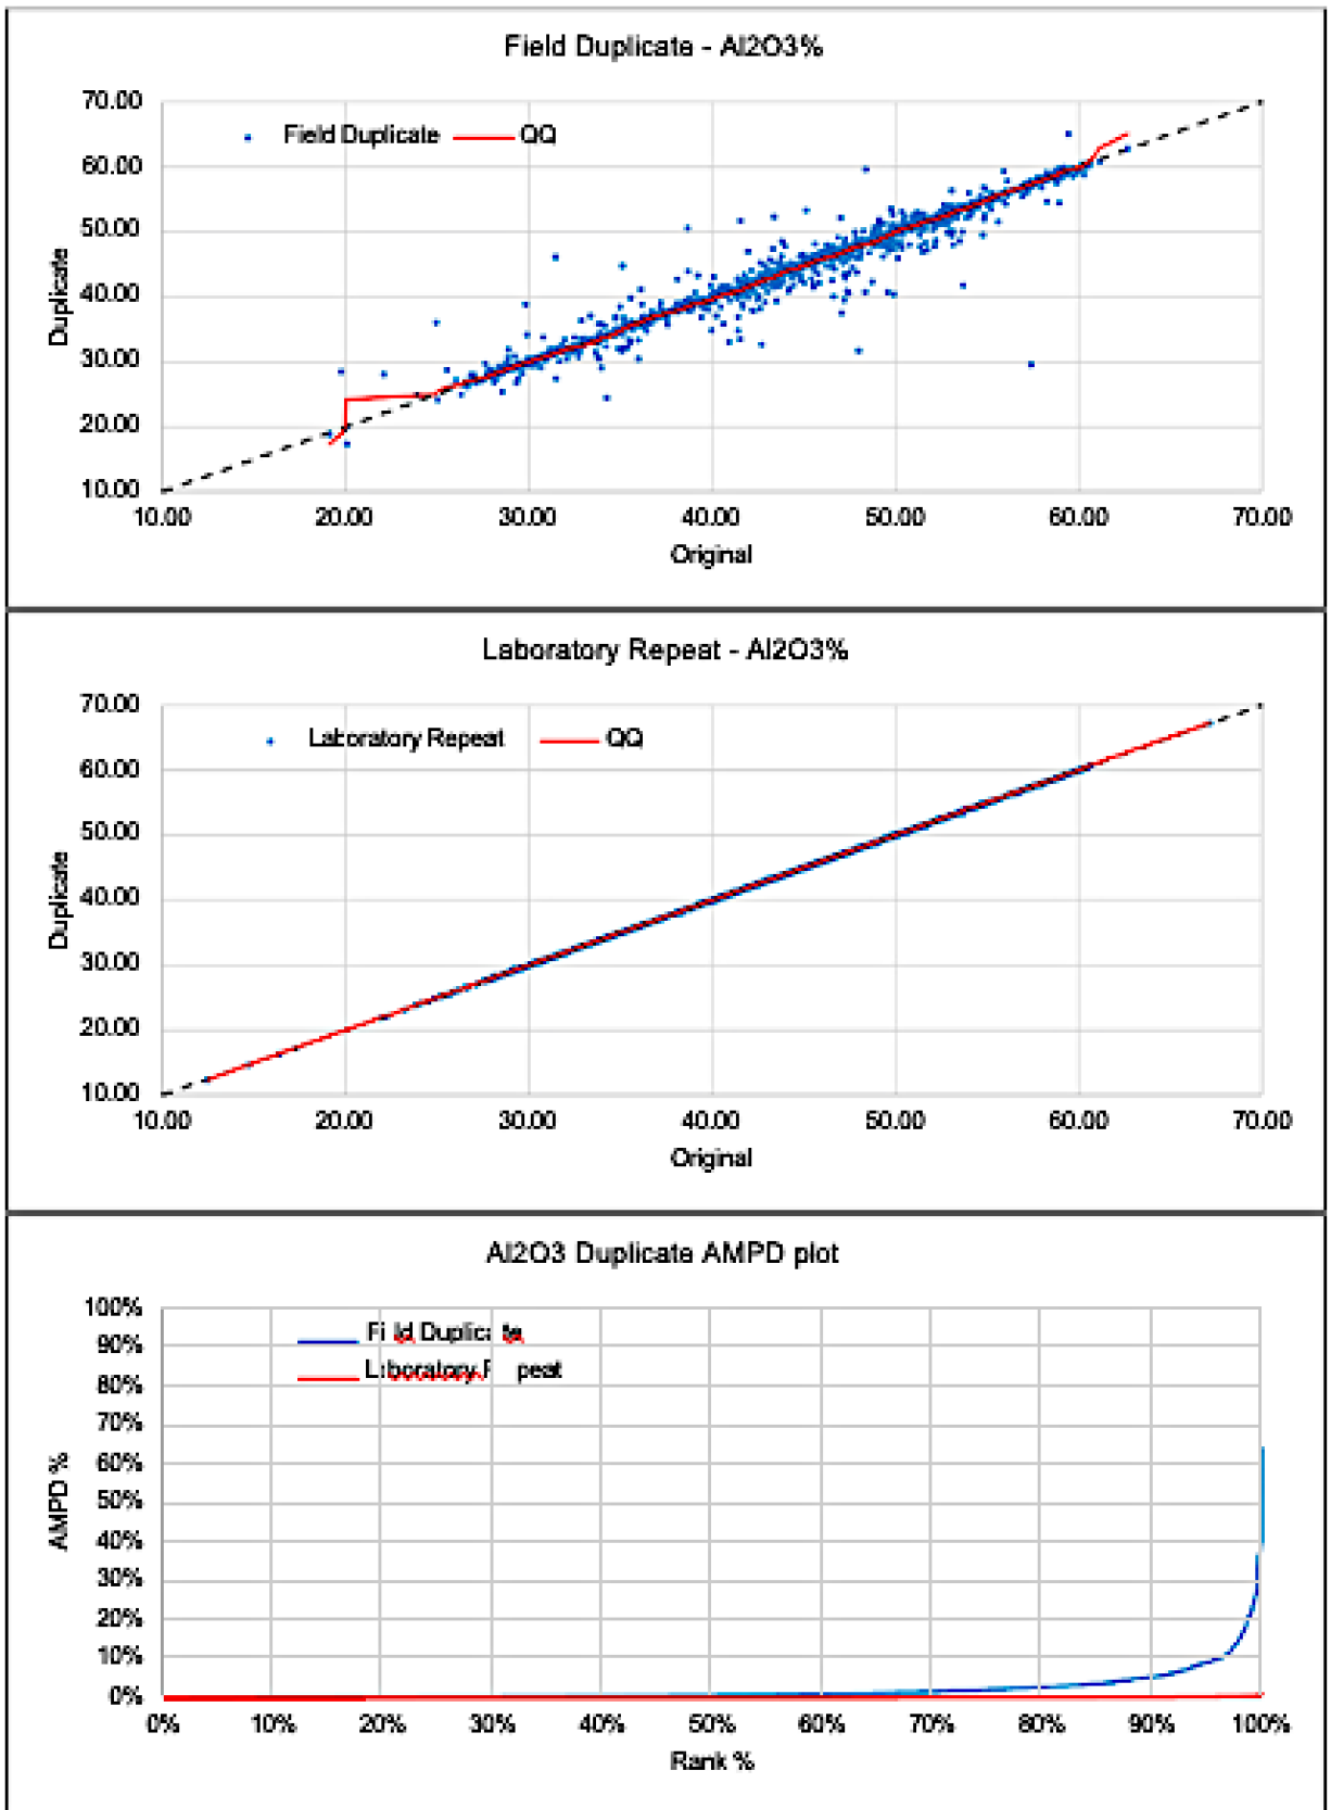 Field Duplicate - Al2O3%
70.00
Field Duplicate QQ
60.00
50.00
40.00
30.00
20.00
10.00
Duplicate
10.00 20.00 30.00 40.00 50.00 60.00 70.00
Original
Laboratory Repeat - Al2O3%
70.00
Laboratory Repeat QQ
60.00
50.00
40.00
30.00
20.00
10.00
Duplicate
10.00 20.00 30.00 40.00 50.00 60.00 70.00
Original
Al2O3 Duplicate AMPD plot
100%
Field Duplicate
90%
Laboratory Repeat
80%
70%
60%
50%
40%
30%
20%
10%
0%
AMPD %
0% 10% 20% 30% 40% 50% 60% 70% 80% 90% 100%
Rank %